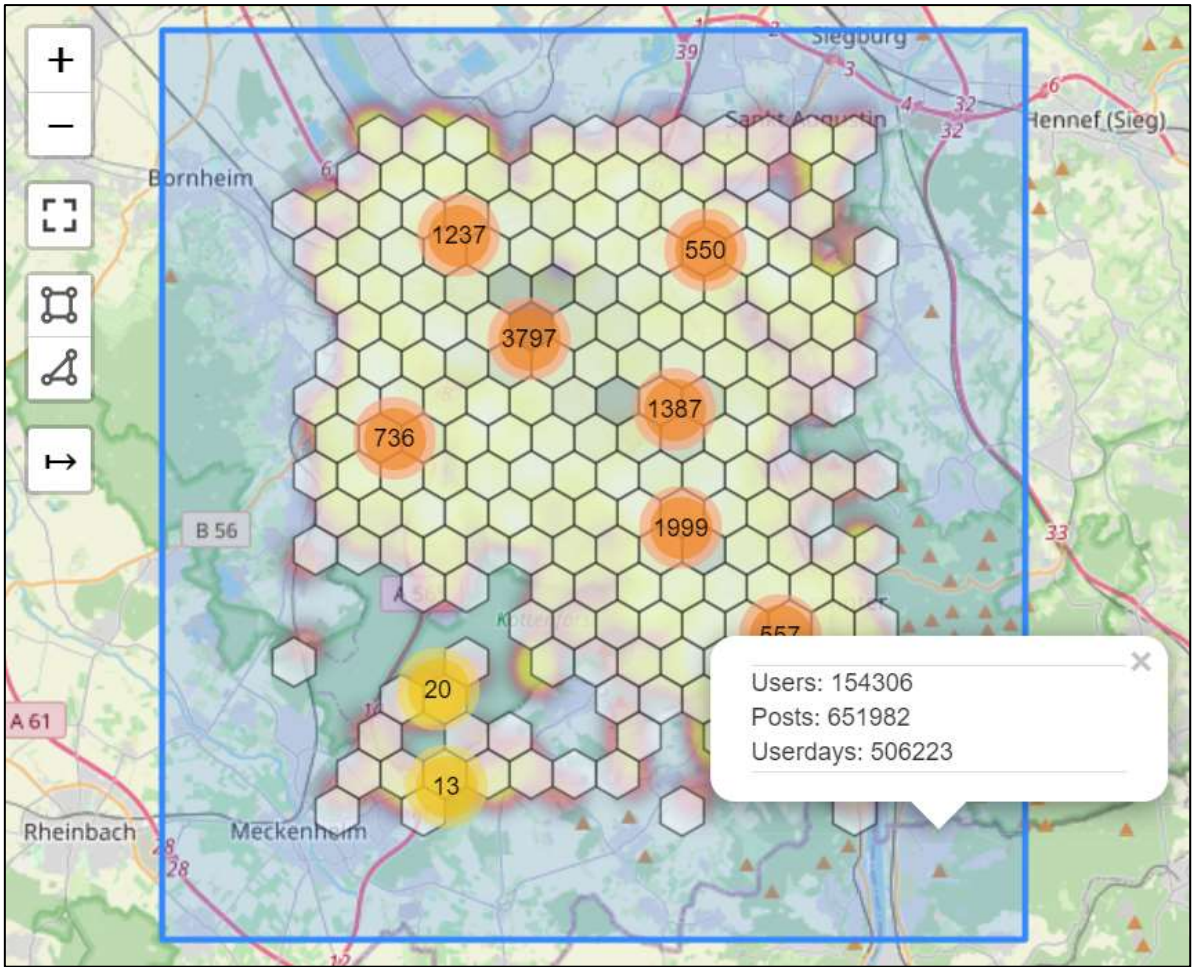 +
−
39
2
Siegburg
3
4
32
32
6
Sankt Augustin
Hennef (Sieg)
6
Bornheim
1237
550
3797
1387
736
1999
B 56
33
A 56
557
20
A 61
13
Users: 154306
Posts: 651982
Userdays: 506223
×
Rheinbach
Meckenheim
28
28
12